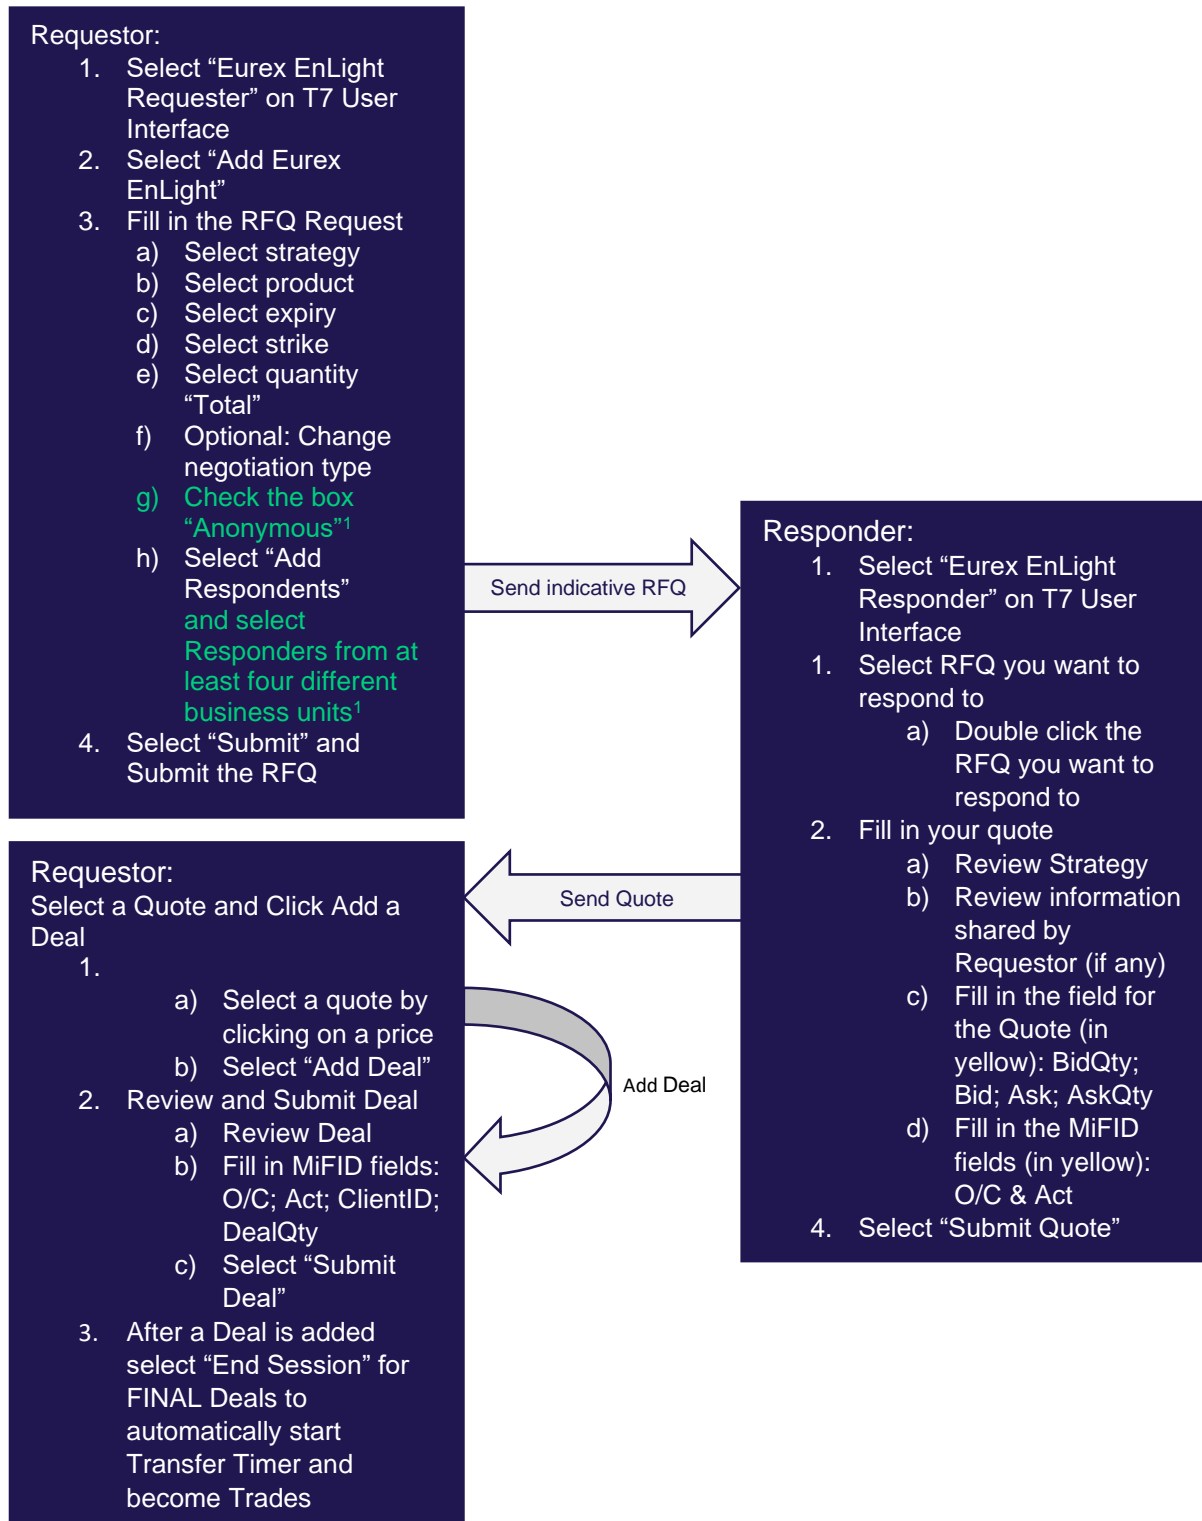 Requestor:
1. Select “Eurex EnLight
Requester” on T7 User
Interface
2. Select “Add Eurex
EnLight”
3. Fill in the RFQ Request
a) Select strategy
b) Select product
c) Select expiry
d) Select strike
e) Select quantity
“Total”
f) Optional: Change
negotiation type
g) Check the box
“Anonymous”¹
h) Select “Add
Respondents”
and select
Responders from at
least four different
business units¹
4. Select “Submit” and
Submit the RFQ
Send indicative RFQ
Responder:
1. Select “Eurex EnLight
Responder” on T7 User
Interface
1. Select RFQ you want to
respond to
a) Double click the
RFQ you want to
respond to
2. Fill in your quote
a) Review Strategy
b) Review information
shared by
Requestor (if any)
c) Fill in the field for
the Quote (in
yellow): BidQty;
Bid; Ask; AskQty
d) Fill in the MiFID
fields (in yellow):
O/C & Act
4. Select “Submit Quote”
Send Quote
Requestor:
Select a Quote and Click Add a
Deal
1.
a) Select a quote by
clicking on a price
b) Select “Add Deal”
2. Review and Submit Deal
a) Review Deal
b) Fill in MiFID fields:
O/C; Act; ClientID;
DealQty
c) Select “Submit
Deal”
3. After a Deal is added
select “End Session” for
FINAL Deals to
automatically start
Transfer Timer and
become Trades
Add Deal